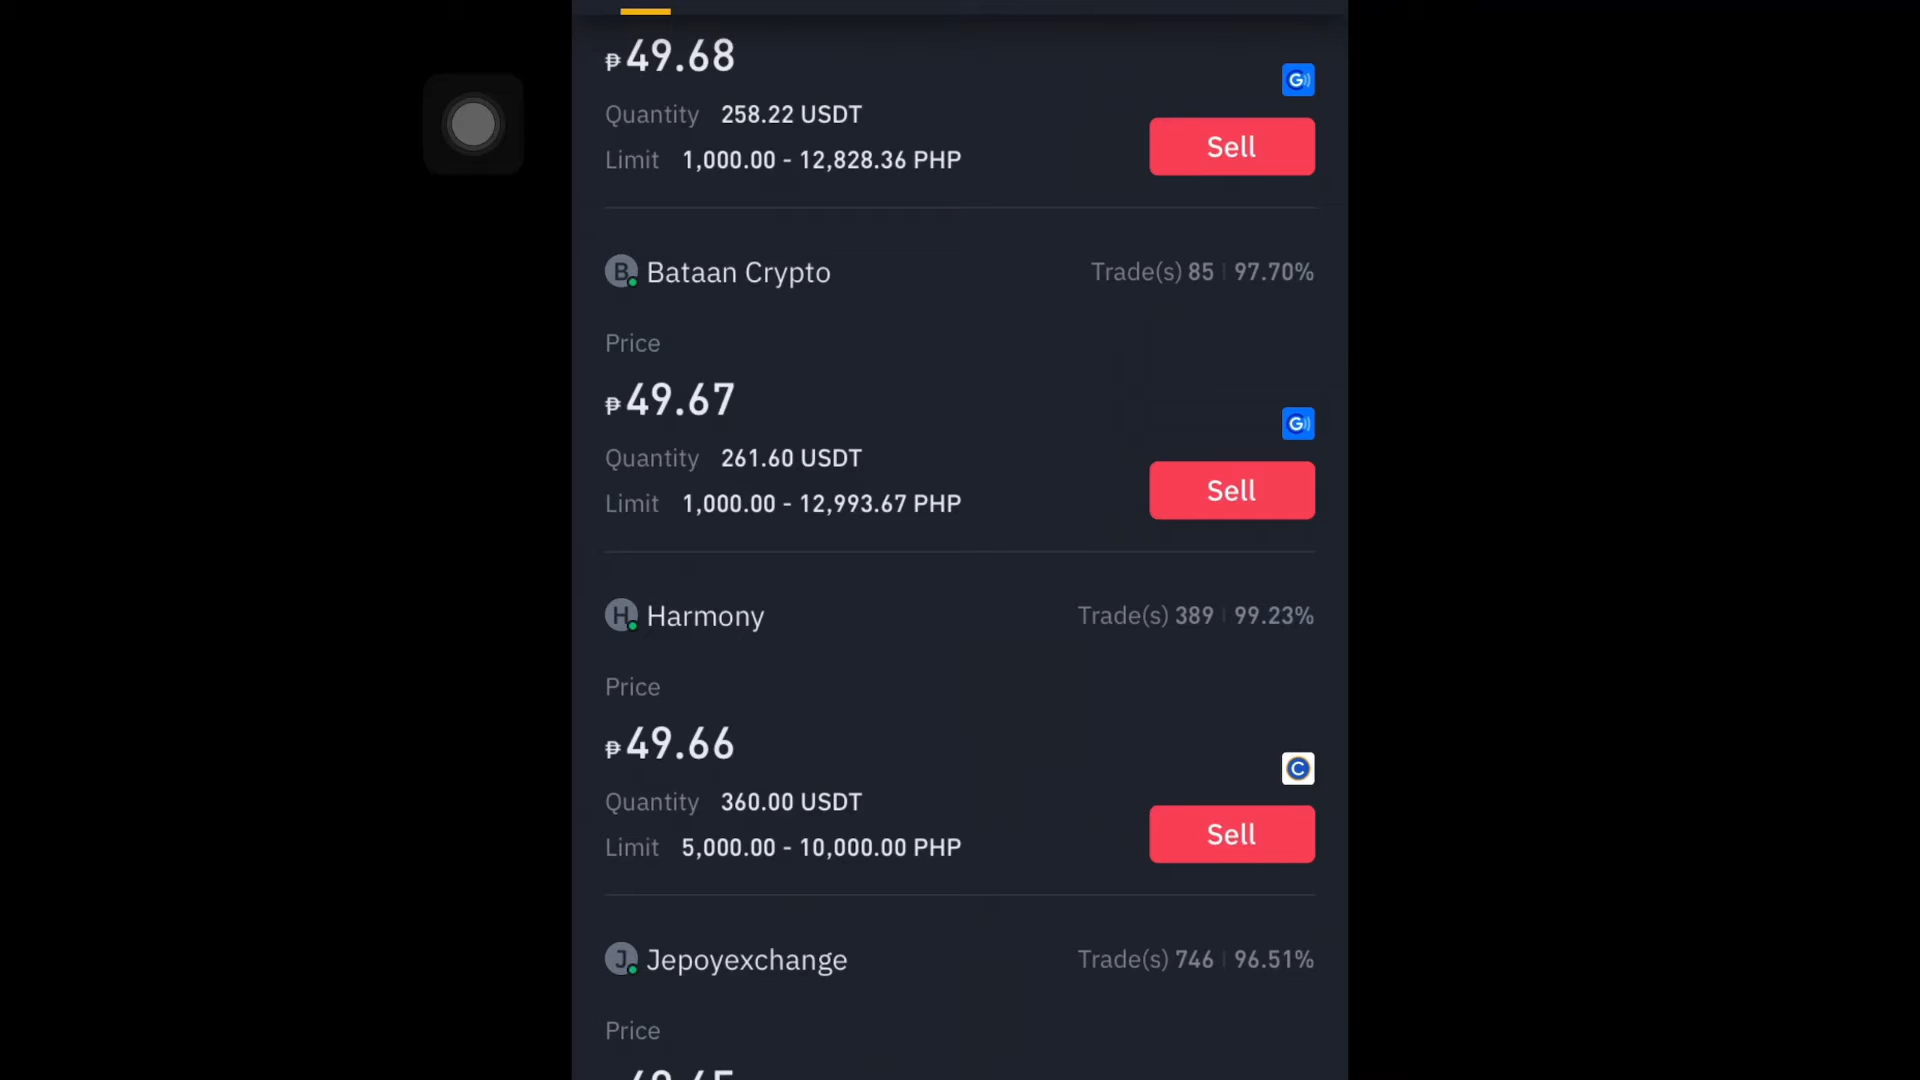 ₱49.68
Quantity 258.22 USDT
Limit 1,000.00 - 12,828.36 PHP
G
Sell
B Bataan Crypto Trade(s) 85 | 97.70%
Price
₱49.67
Quantity 261.60 USDT
Limit 1,000.00 - 12,993.67 PHP
G
Sell
H Harmony Trade(s) 389 | 99.23%
Price
₱49.66
Quantity 360.00 USDT
Limit 5,000.00 - 10,000.00 PHP
C
Sell
J Jepoyexchange Trade(s) 746 | 96.51%
Price